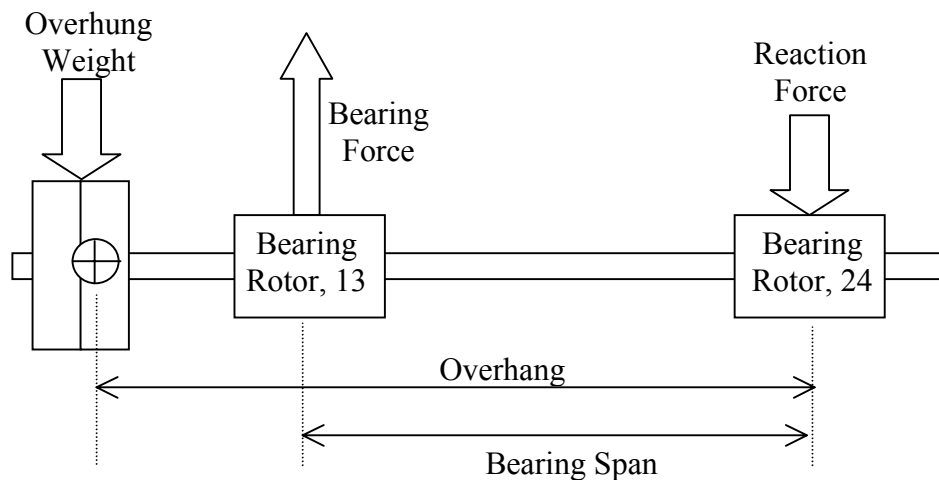 Overhung
Weight
Bearing
Force
Reaction
Force
Bearing
Rotor, 13
Bearing
Rotor, 24
Overhang
Bearing Span